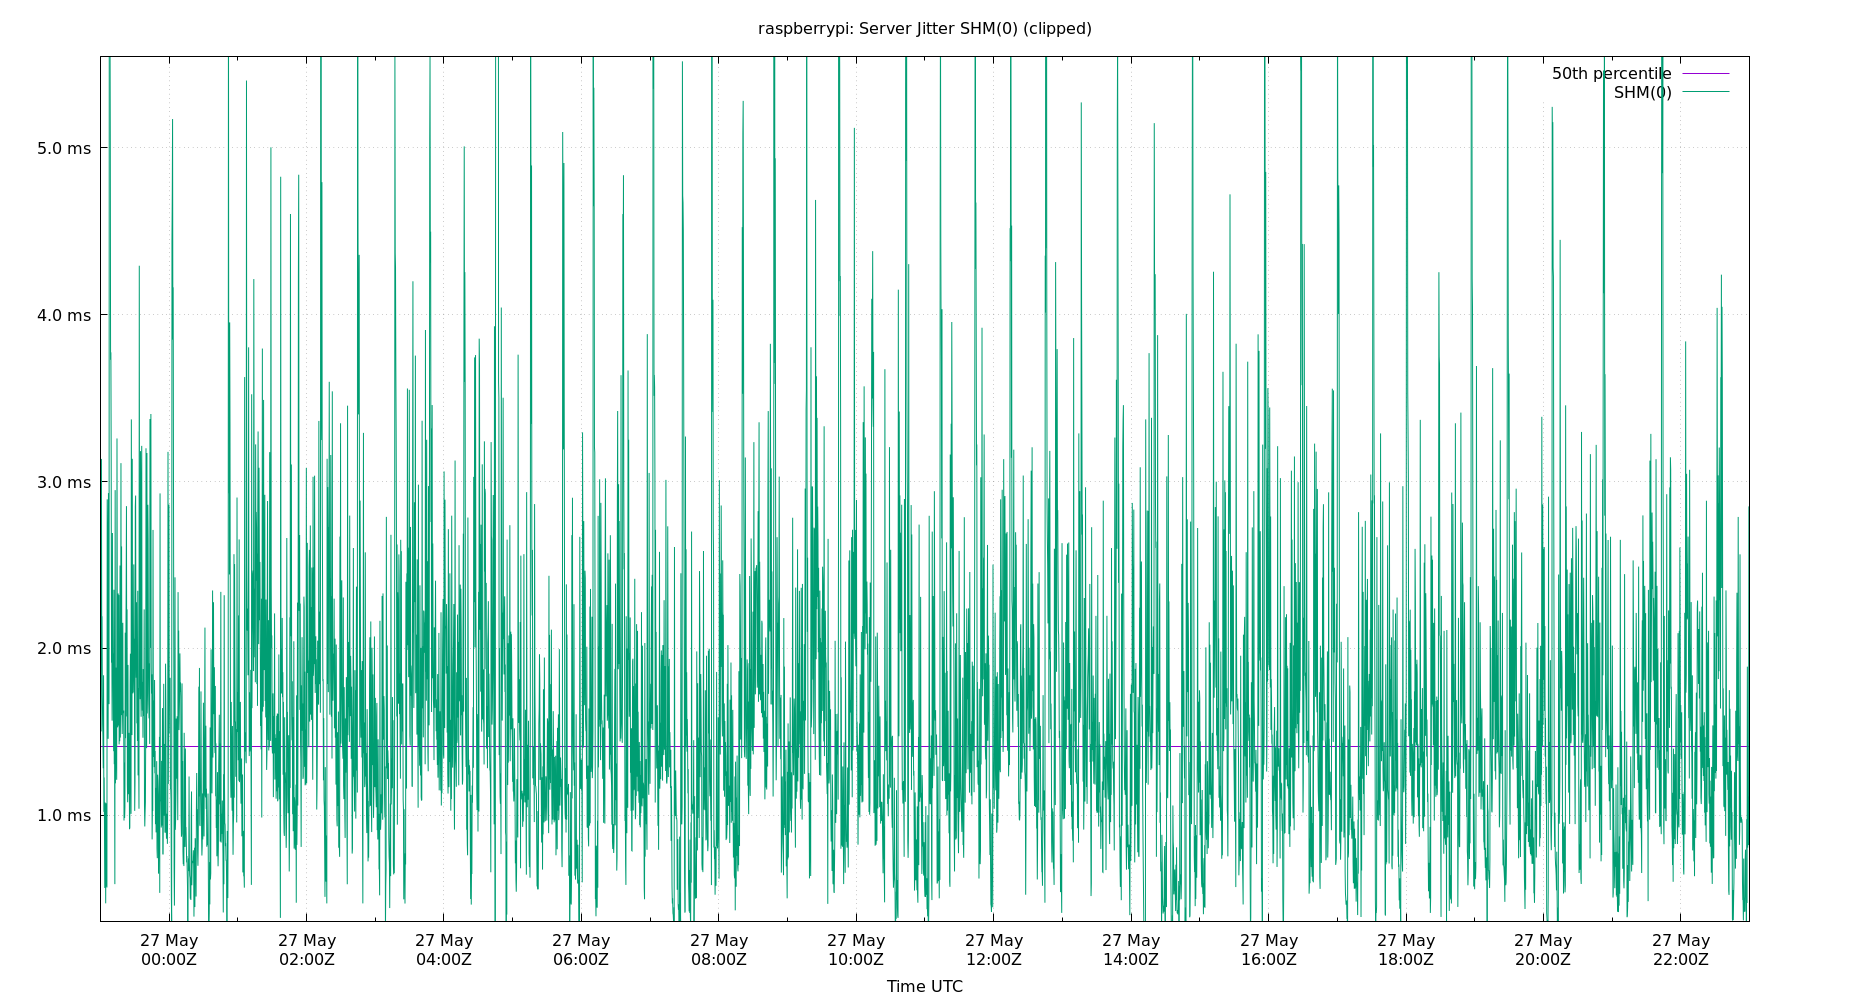 raspberrypi: Server Jitter SHM(0) (clipped)
50th percentile
SHM(0)
5.0 ms
4.0 ms
3.0 ms
2.0 ms
1.0 ms
27 May 27 May 27 May 27 May 27 May 27 May 27 May 27 May 27 May 27 May 27 May 27 May
00:00Z 02:00Z 04:00Z 06:00Z 08:00Z 10:00Z 12:00Z 14:00Z 16:00Z 18:00Z 20:00Z 22:00Z
Time UTC